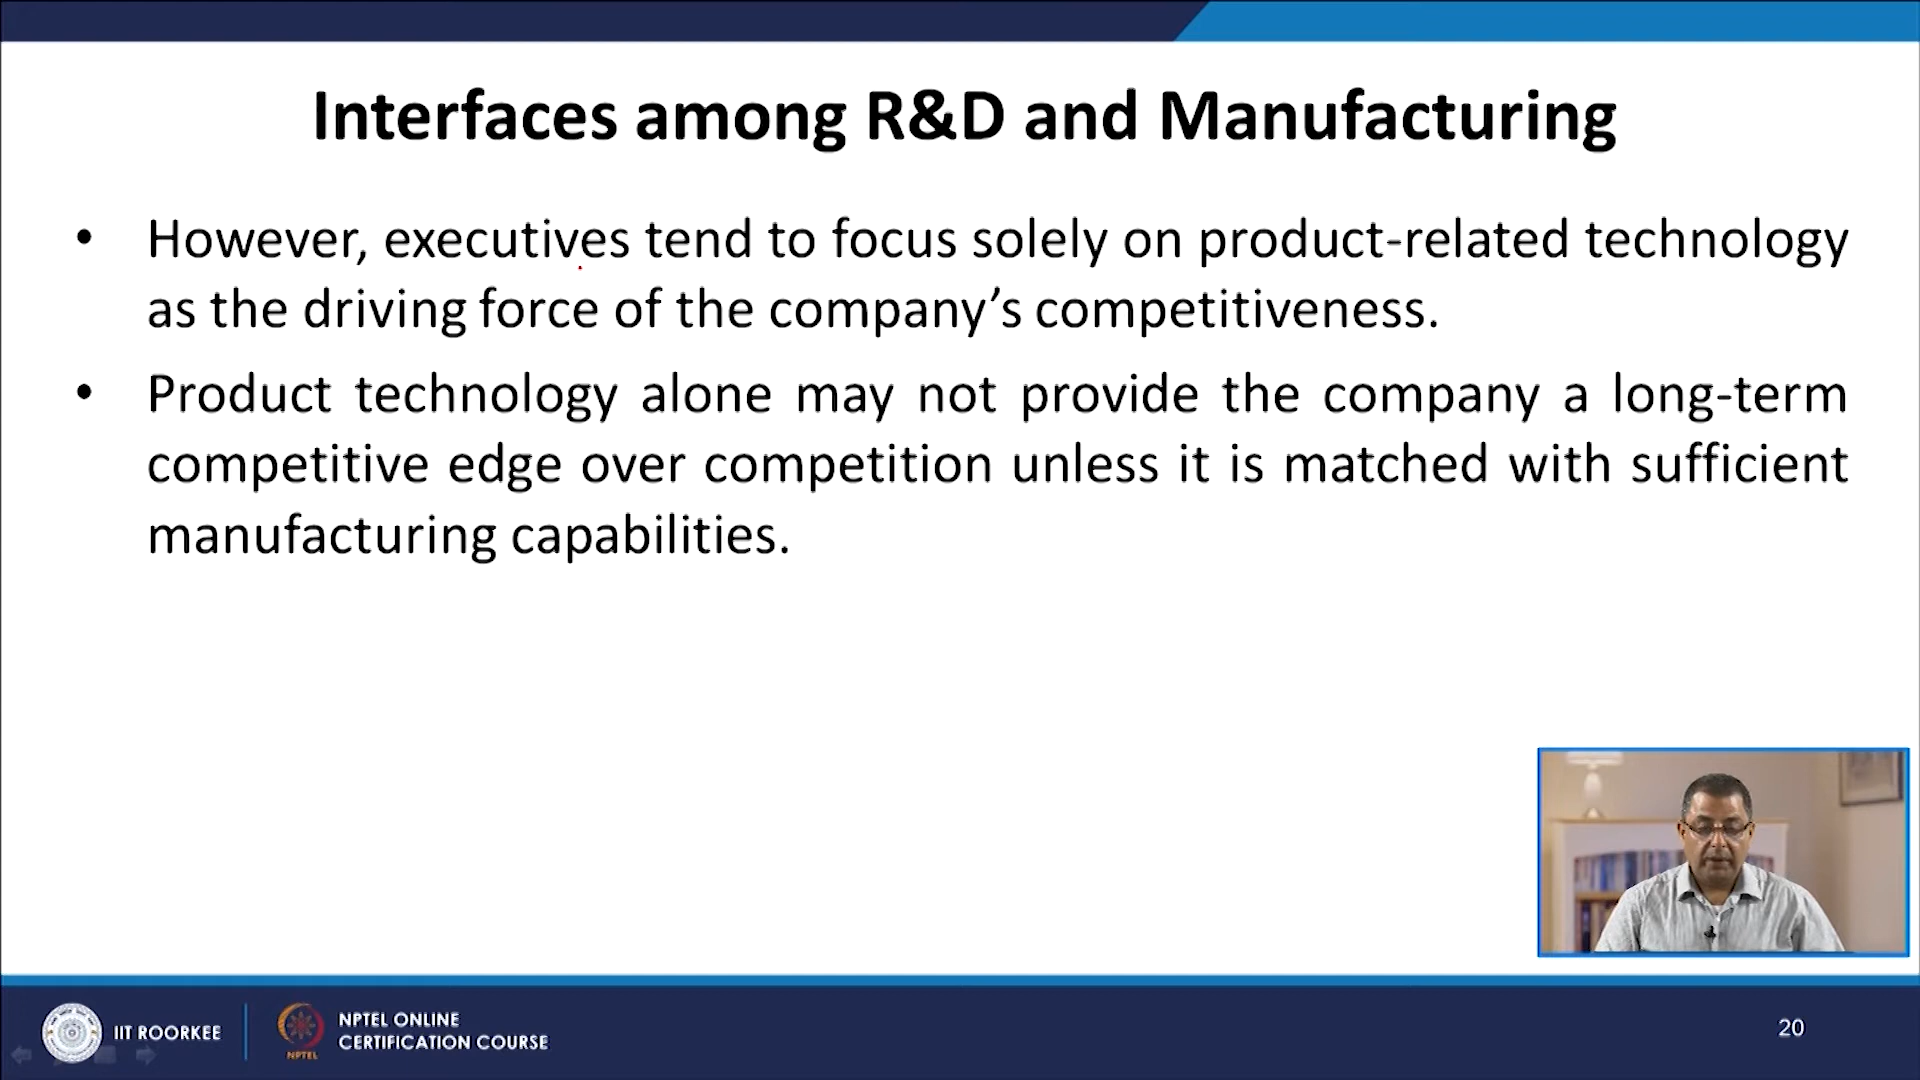 Interfaces among R&D and Manufacturing
• However, executives tend to focus solely on product-related technology
as the driving force of the company’s competitiveness.
• Product technology alone may not provide the company a long-term
competitive edge over competition unless it is matched with sufficient
manufacturing capabilities.
IIT ROORKEE
NPTEL
NPTEL ONLINE
CERTIFICATION COURSE
20